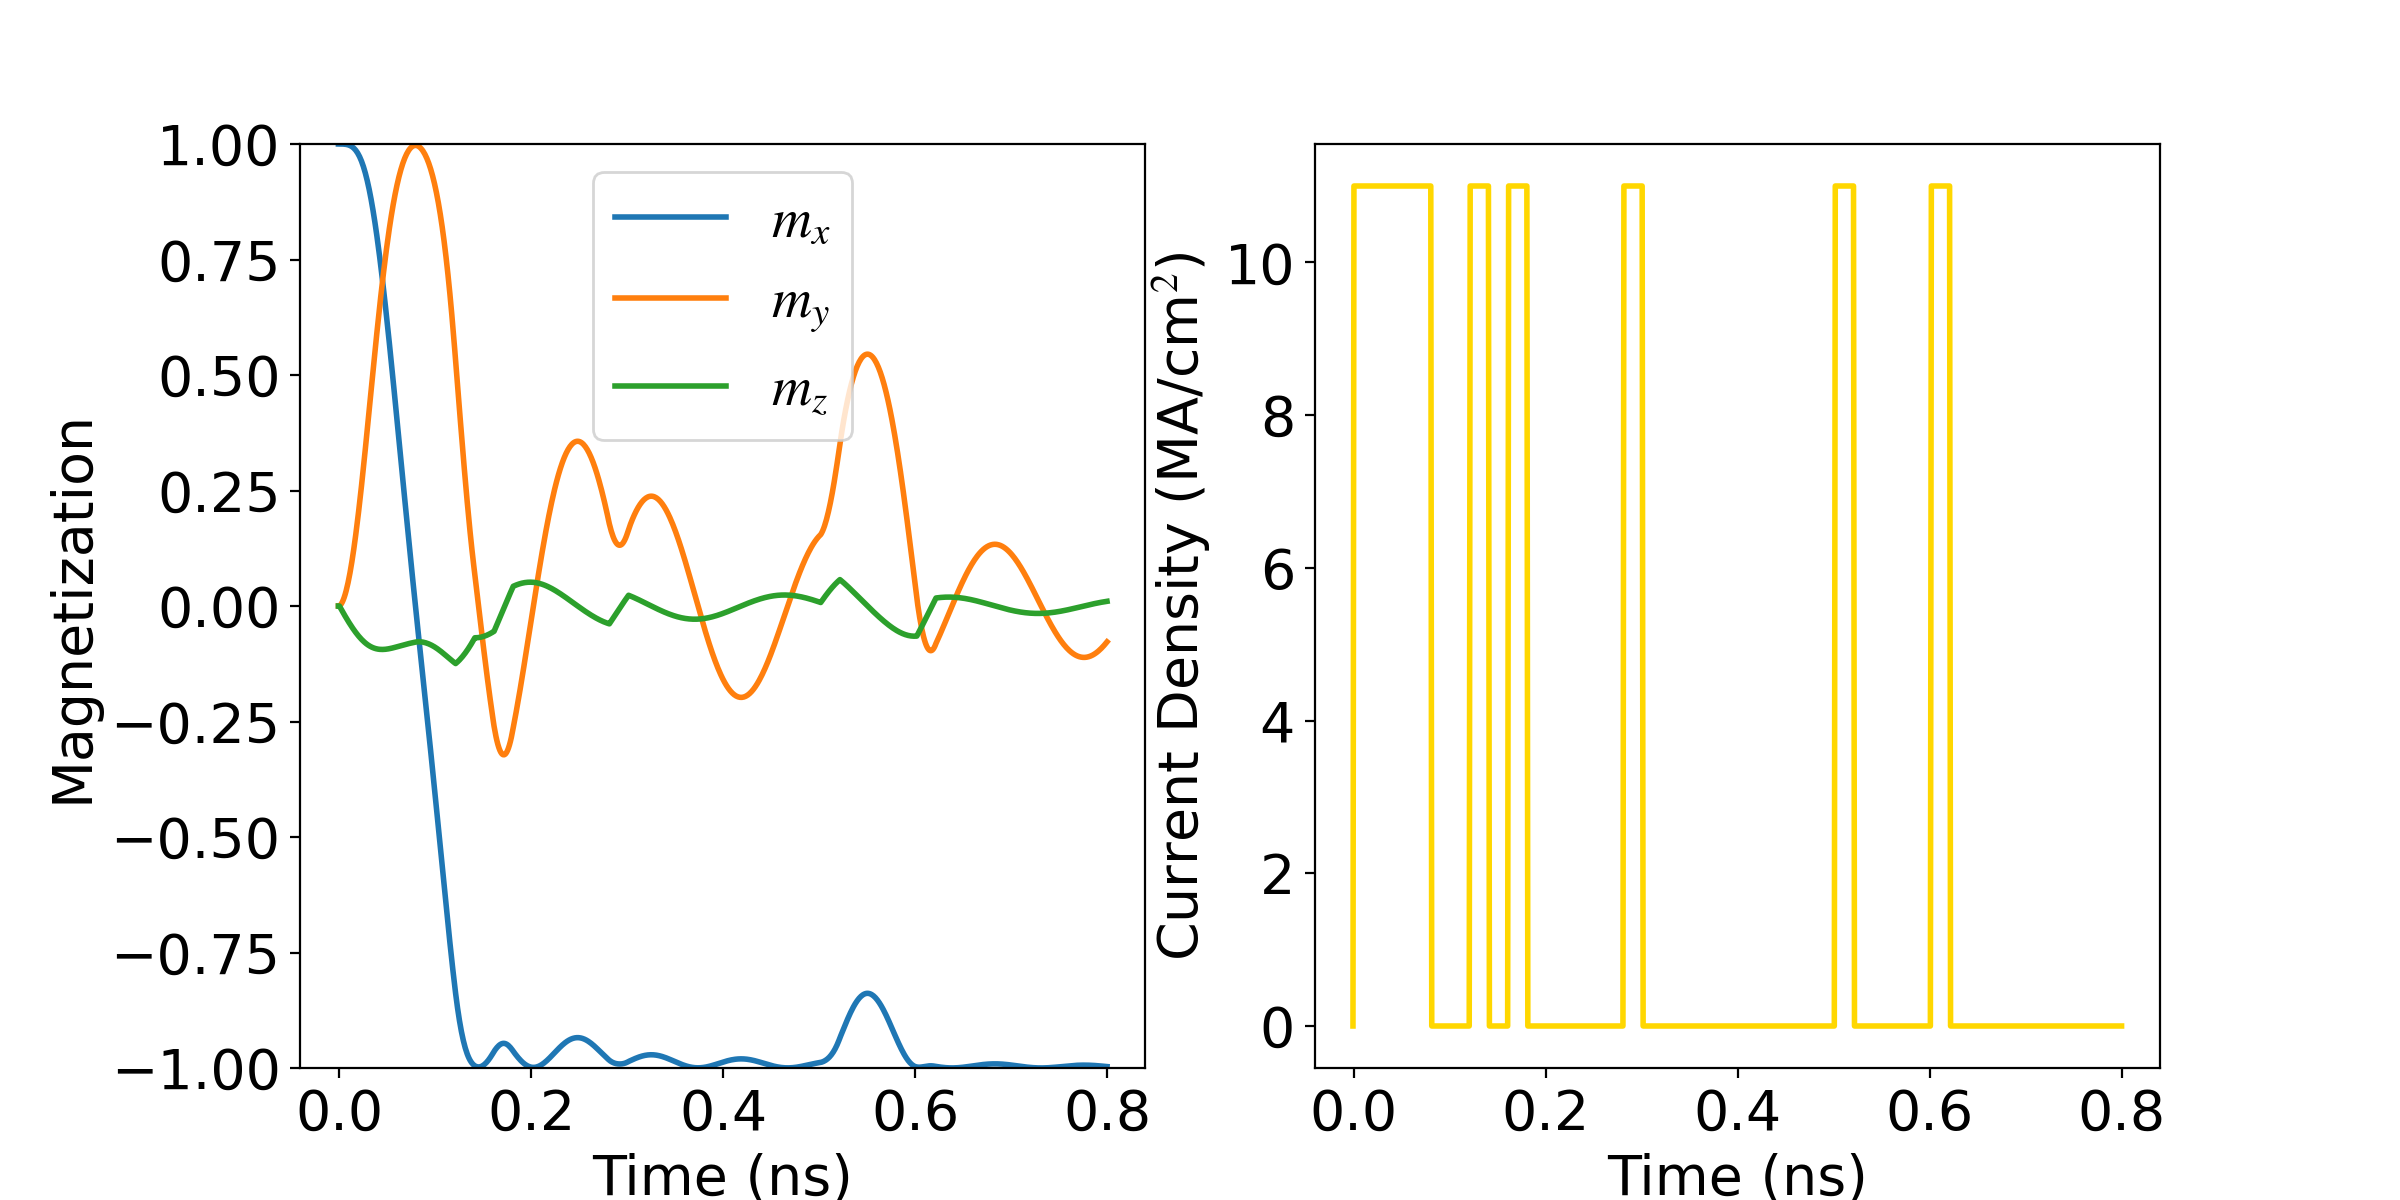 Magnetization
1.00
0.75
0.50
0.25
0.00
−0.25
−0.50
−0.75
−1.00
0.0 0.2 0.4 0.6 0.8
Time (ns)
m_x
m_y
m_z
Current Density (MA/cm²)
10
8
6
4
2
0
0.0 0.2 0.4 0.6 0.8
Time (ns)